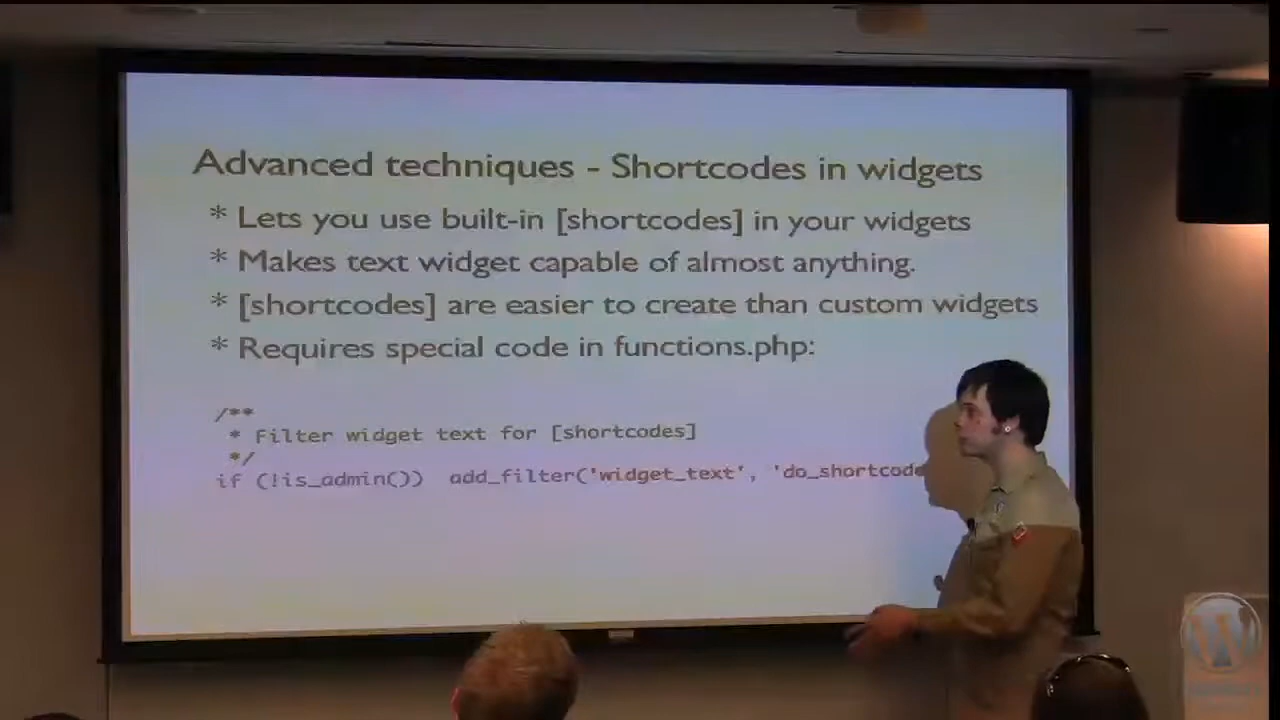 Advanced techniques - Shortcodes in widgets
* Lets you use built-in [shortcodes] in your widgets
* Makes text widget capable of almost anything.
* [shortcodes] are easier to create than custom widgets
* Requires special code in functions.php:
/**
* Filter widget text for [shortcodes]
*/
if (!is_admin()) add_filter('widget_text', 'do_shortcode